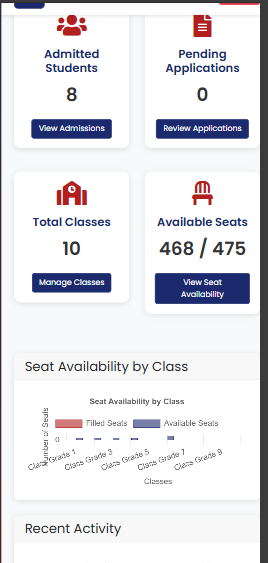 Admitted
Students
8
View Admissions
Pending
Applications
0
Review Applications
Total Classes
10
Manage Classes
Available Seats
468 / 475
View Seat
Availability
Seat Availability by Class
Seat Availability by Class
Filled Seats
Available Seats
Number of Seats
0
Class Grade 1
Class Grade 3
Class Grade 5
Class Grade 7
Class Grade 9
Classes
Recent Activity